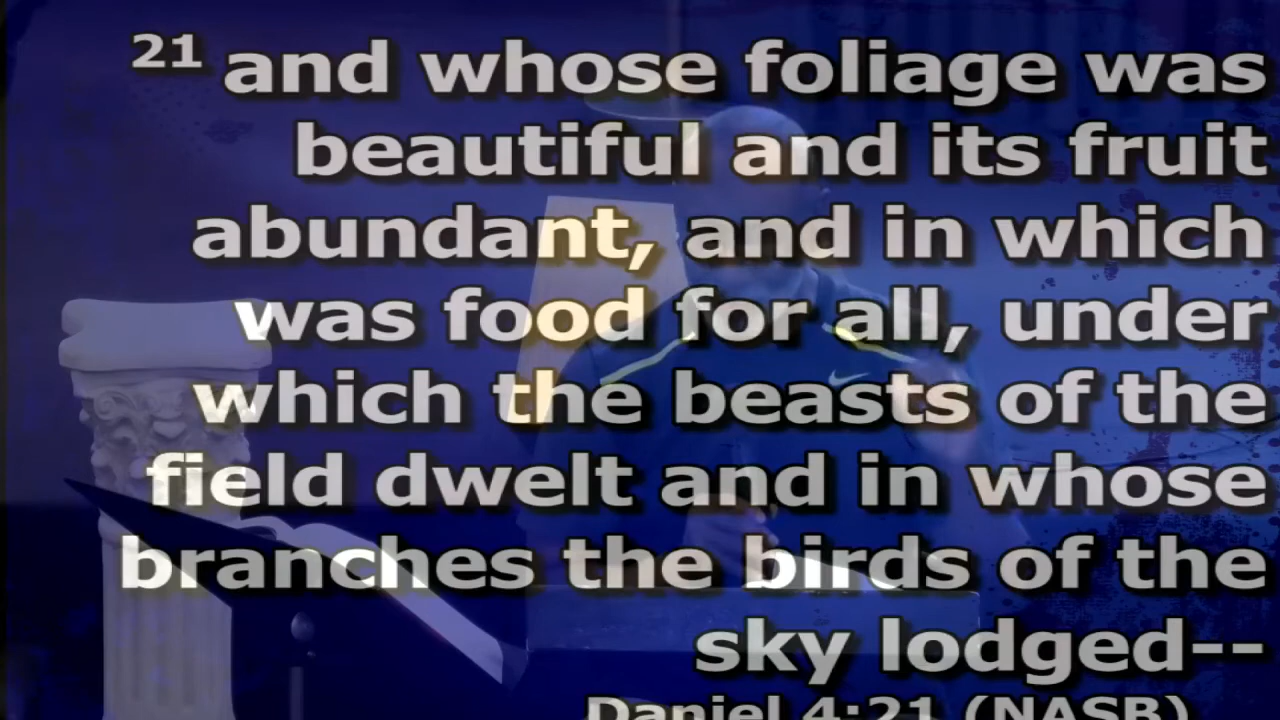 21 and whose foliage was
beautiful and its fruit
abundant, and in which
was food for all, under
which the beasts of the
field dwelt and in whose
branches the birds of the
sky lodged--
Daniel 4:21 (NASB)